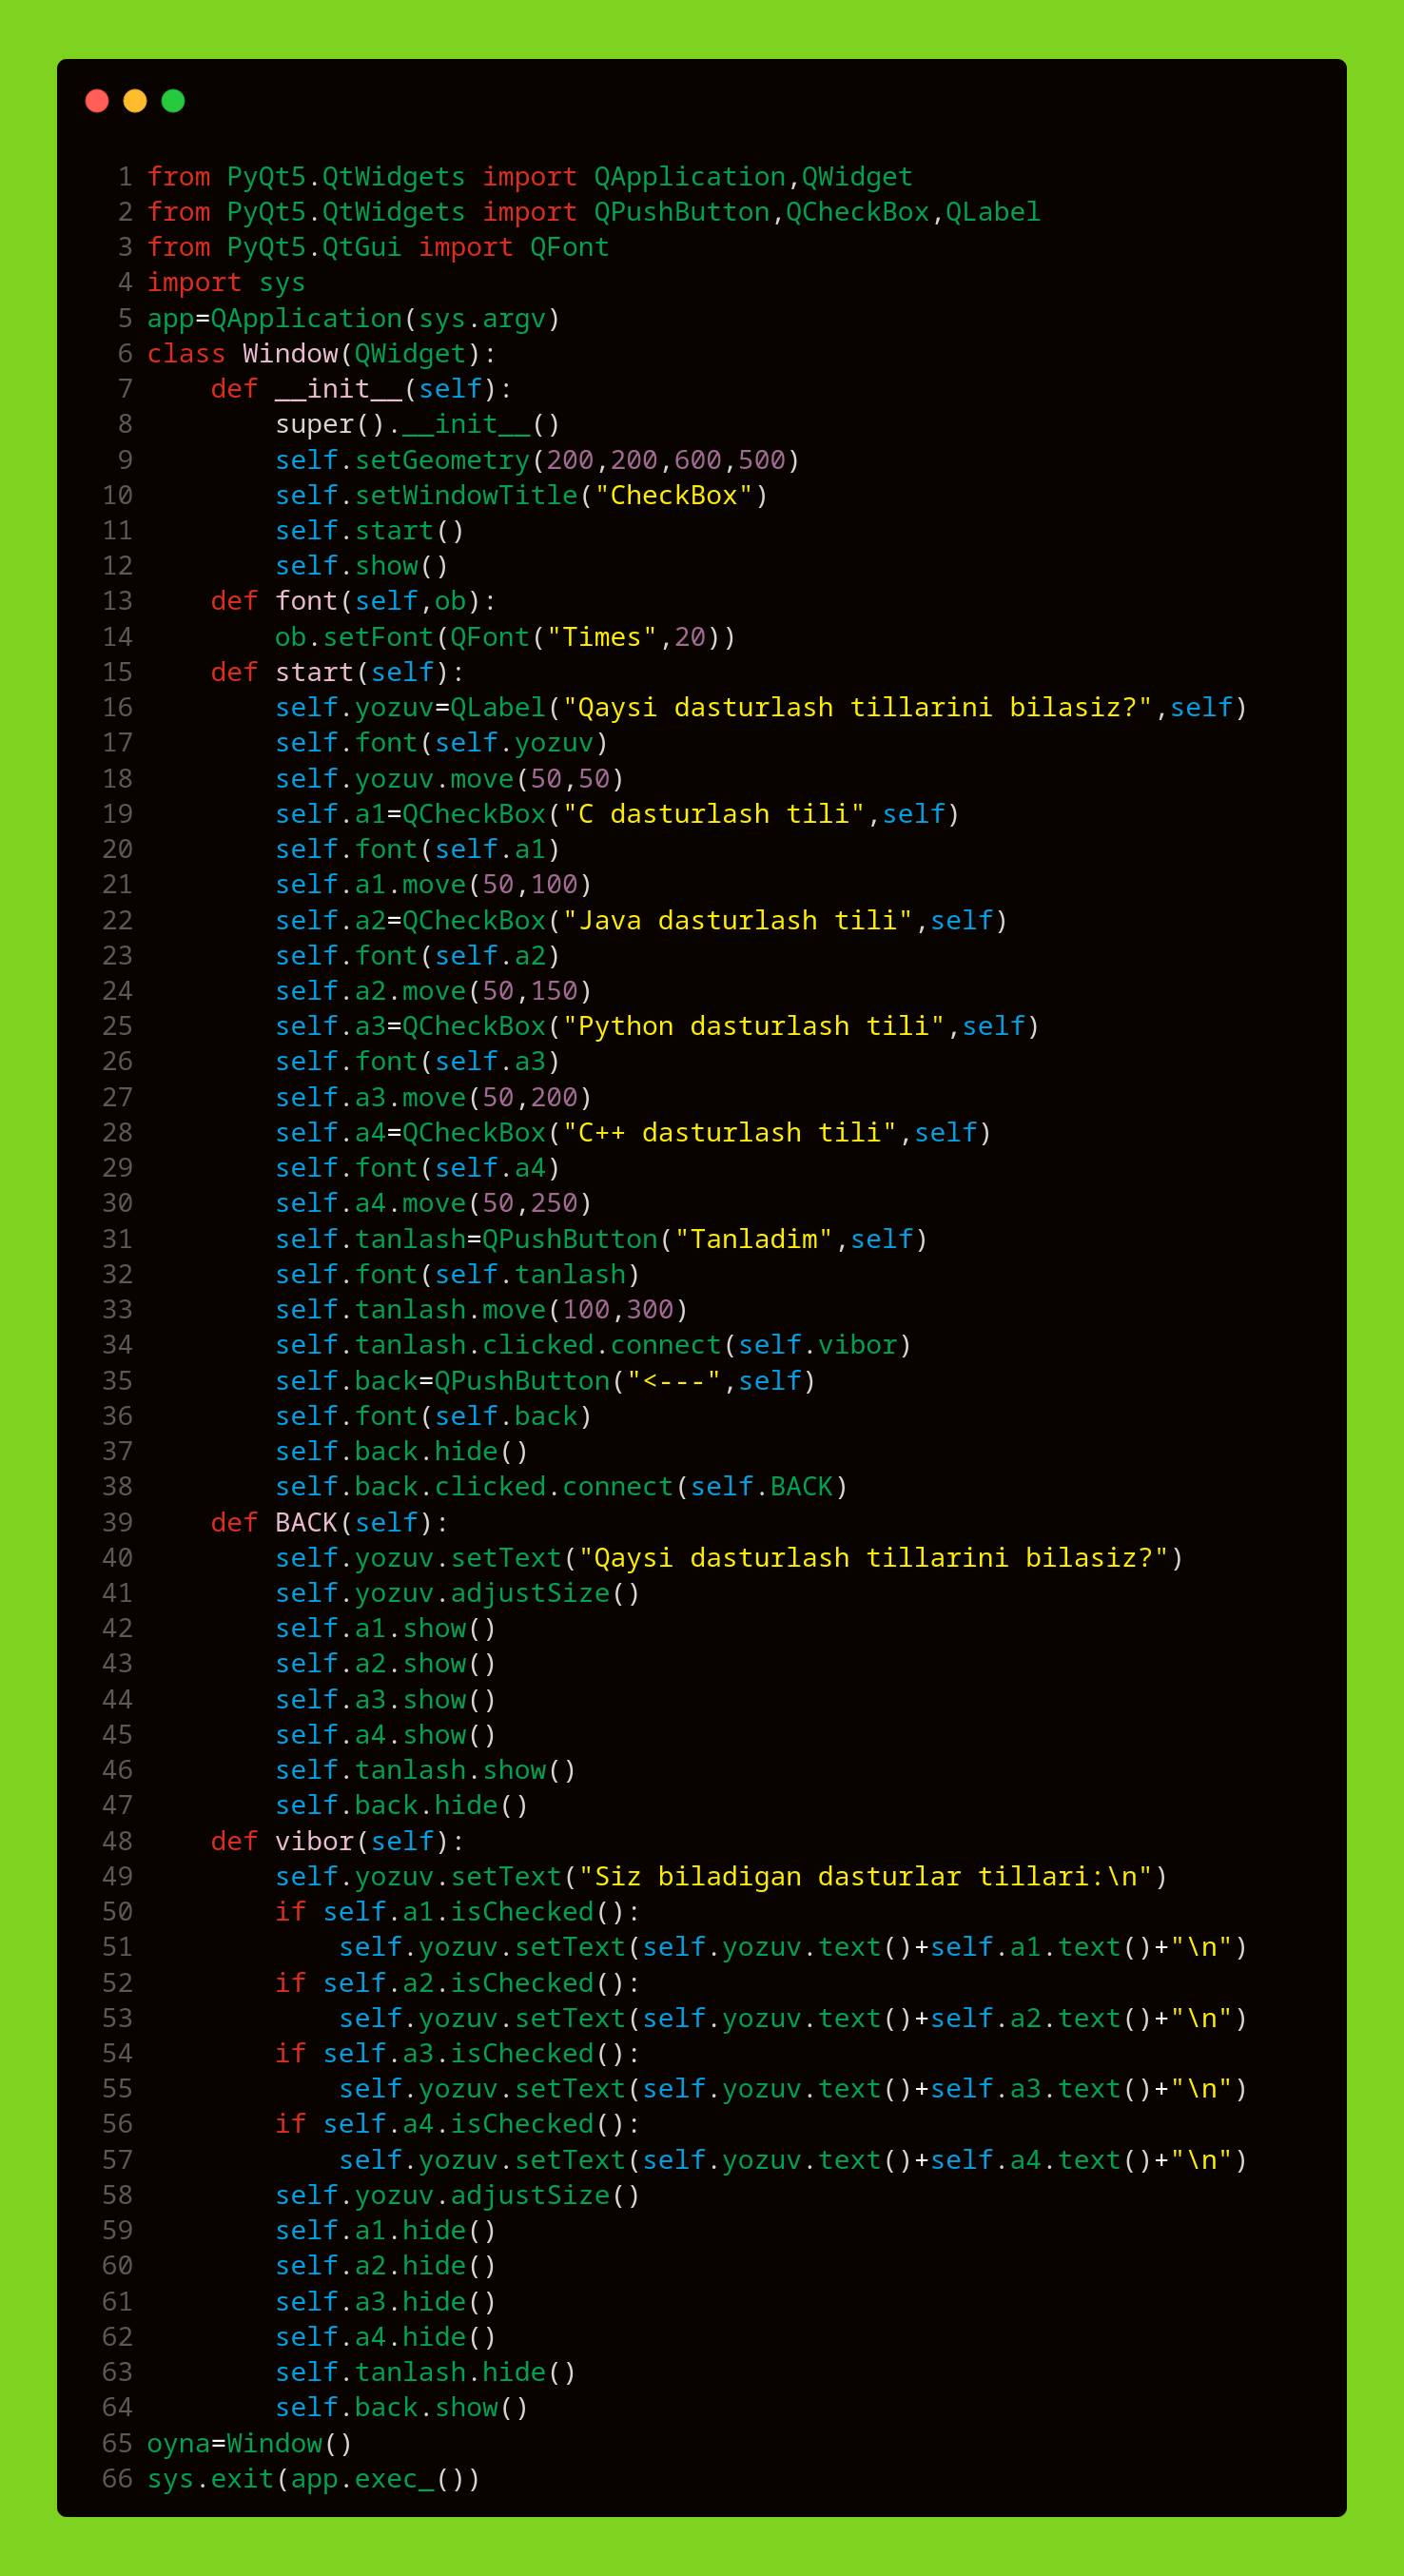 1 from PyQt5.QtWidgets import QApplication,QWidget
2 from PyQt5.QtWidgets import QPushButton,QCheckBox,QLabel
3 from PyQt5.QtGui import QFont
4 import sys
5 app=QApplication(sys.argv)
6 class Window(QWidget):
7     def __init__(self):
8         super().__init__()
9         self.setGeometry(200,200,600,500)
10         self.setWindowTitle("CheckBox")
11         self.start()
12         self.show()
13     def font(self,ob):
14         ob.setFont(QFont("Times",20))
15     def start(self):
16         self.yozuv=QLabel("Qaysi dasturlash tillarini bilasiz?",self)
17         self.font(self.yozuv)
18         self.yozuv.move(50,50)
19         self.a1=QCheckBox("C dasturlash tili",self)
20         self.font(self.a1)
21         self.a1.move(50,100)
22         self.a2=QCheckBox("Java dasturlash tili",self)
23         self.font(self.a2)
24         self.a2.move(50,150)
25         self.a3=QCheckBox("Python dasturlash tili",self)
26         self.font(self.a3)
27         self.a3.move(50,200)
28         self.a4=QCheckBox("C++ dasturlash tili",self)
29         self.font(self.a4)
30         self.a4.move(50,250)
31         self.tanlash=QPushButton("Tanladim",self)
32         self.font(self.tanlash)
33         self.tanlash.move(100,300)
34         self.tanlash.clicked.connect(self.vibor)
35         self.back=QPushButton("<---",self)
36         self.font(self.back)
37         self.back.hide()
38         self.back.clicked.connect(self.BACK)
39     def BACK(self):
40         self.yozuv.setText("Qaysi dasturlash tillarini bilasiz?")
41         self.yozuv.adjustSize()
42         self.a1.show()
43         self.a2.show()
44         self.a3.show()
45         self.a4.show()
46         self.tanlash.show()
47         self.back.hide()
48     def vibor(self):
49         self.yozuv.setText("Siz biladigan dasturlar tillari:\n")
50         if self.a1.isChecked():
51             self.yozuv.setText(self.yozuv.text()+self.a1.text()+"\n")
52         if self.a2.isChecked():
53             self.yozuv.setText(self.yozuv.text()+self.a2.text()+"\n")
54         if self.a3.isChecked():
55             self.yozuv.setText(self.yozuv.text()+self.a3.text()+"\n")
56         if self.a4.isChecked():
57             self.yozuv.setText(self.yozuv.text()+self.a4.text()+"\n")
58         self.yozuv.adjustSize()
59         self.a1.hide()
60         self.a2.hide()
61         self.a3.hide()
62         self.a4.hide()
63         self.tanlash.hide()
64         self.back.show()
65 oyna=Window()
66 sys.exit(app.exec_())